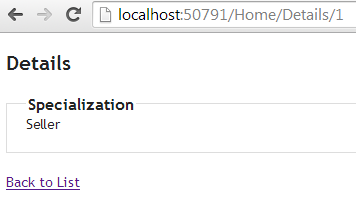 localhost:50791/Home/Details/1
Details
Specialization
Seller
Back to List